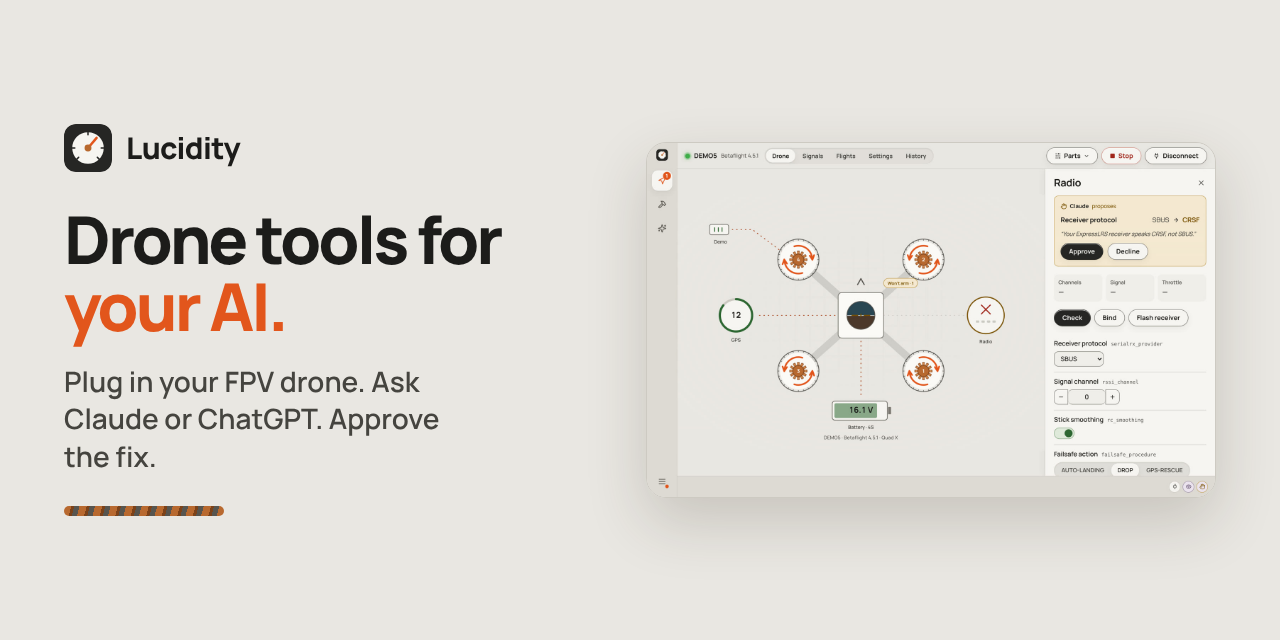 Lucidity
Drone tools for
your AI.
Plug in your FPV drone. Ask
Claude or ChatGPT. Approve
the fix.
DEMO5 Betaflight 4.5.1 Drone Signals Flights Settings History
Parts Stop Disconnect
1
Demo
12
GPS
Won't arm · 1
Radio
16.1 V
Battery · 4S
DEMO5 · Betaflight 4.5.1 · Quad X
Radio
Claude proposes
Receiver protocol SBUS → CRSF
"Your ExpressLRS receiver speaks CRSF, not SBUS."
Approve Decline
Channels Signal Throttle
— — —
Check Bind Flash receiver
Receiver protocol serialrx_provider
SBUS
Signal channel rssi_channel
− 0 +
Stick smoothing rc_smoothing
Failsafe action failsafe_procedure
AUTO-LANDING DROP GPS-RESCUE